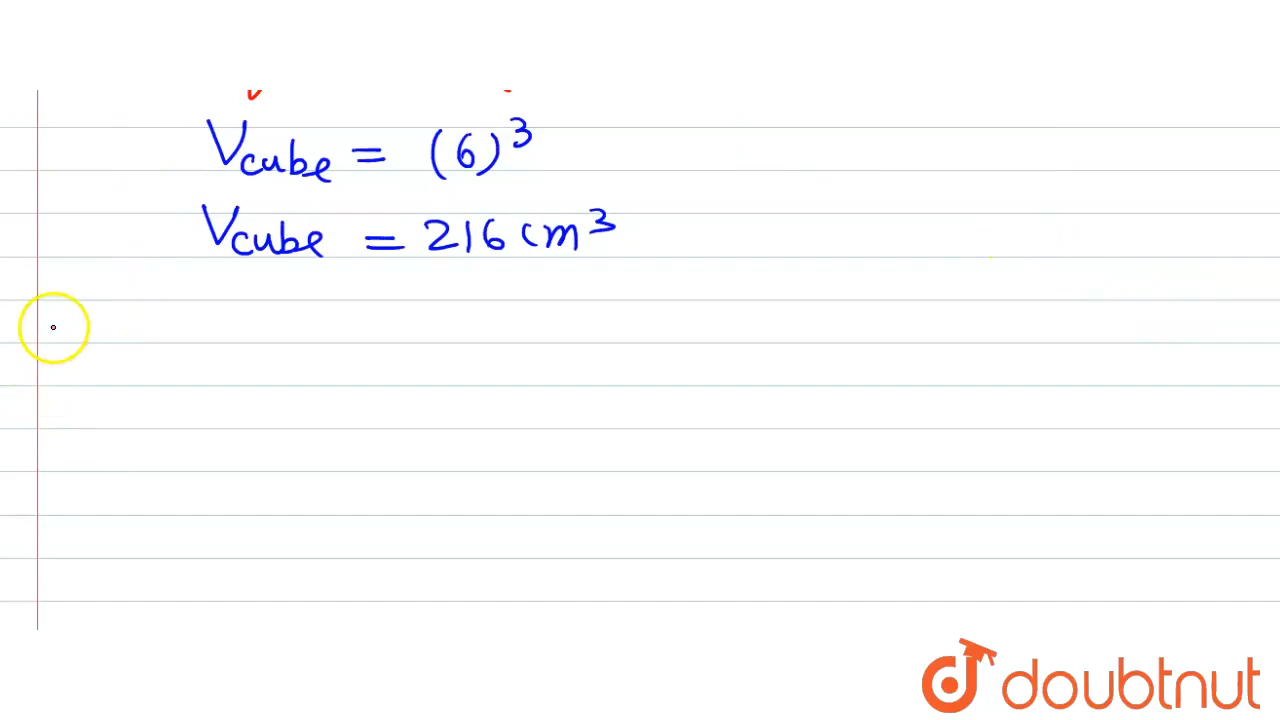 Vcube = (6)³
Vcube = 216 cm³
doubtnut